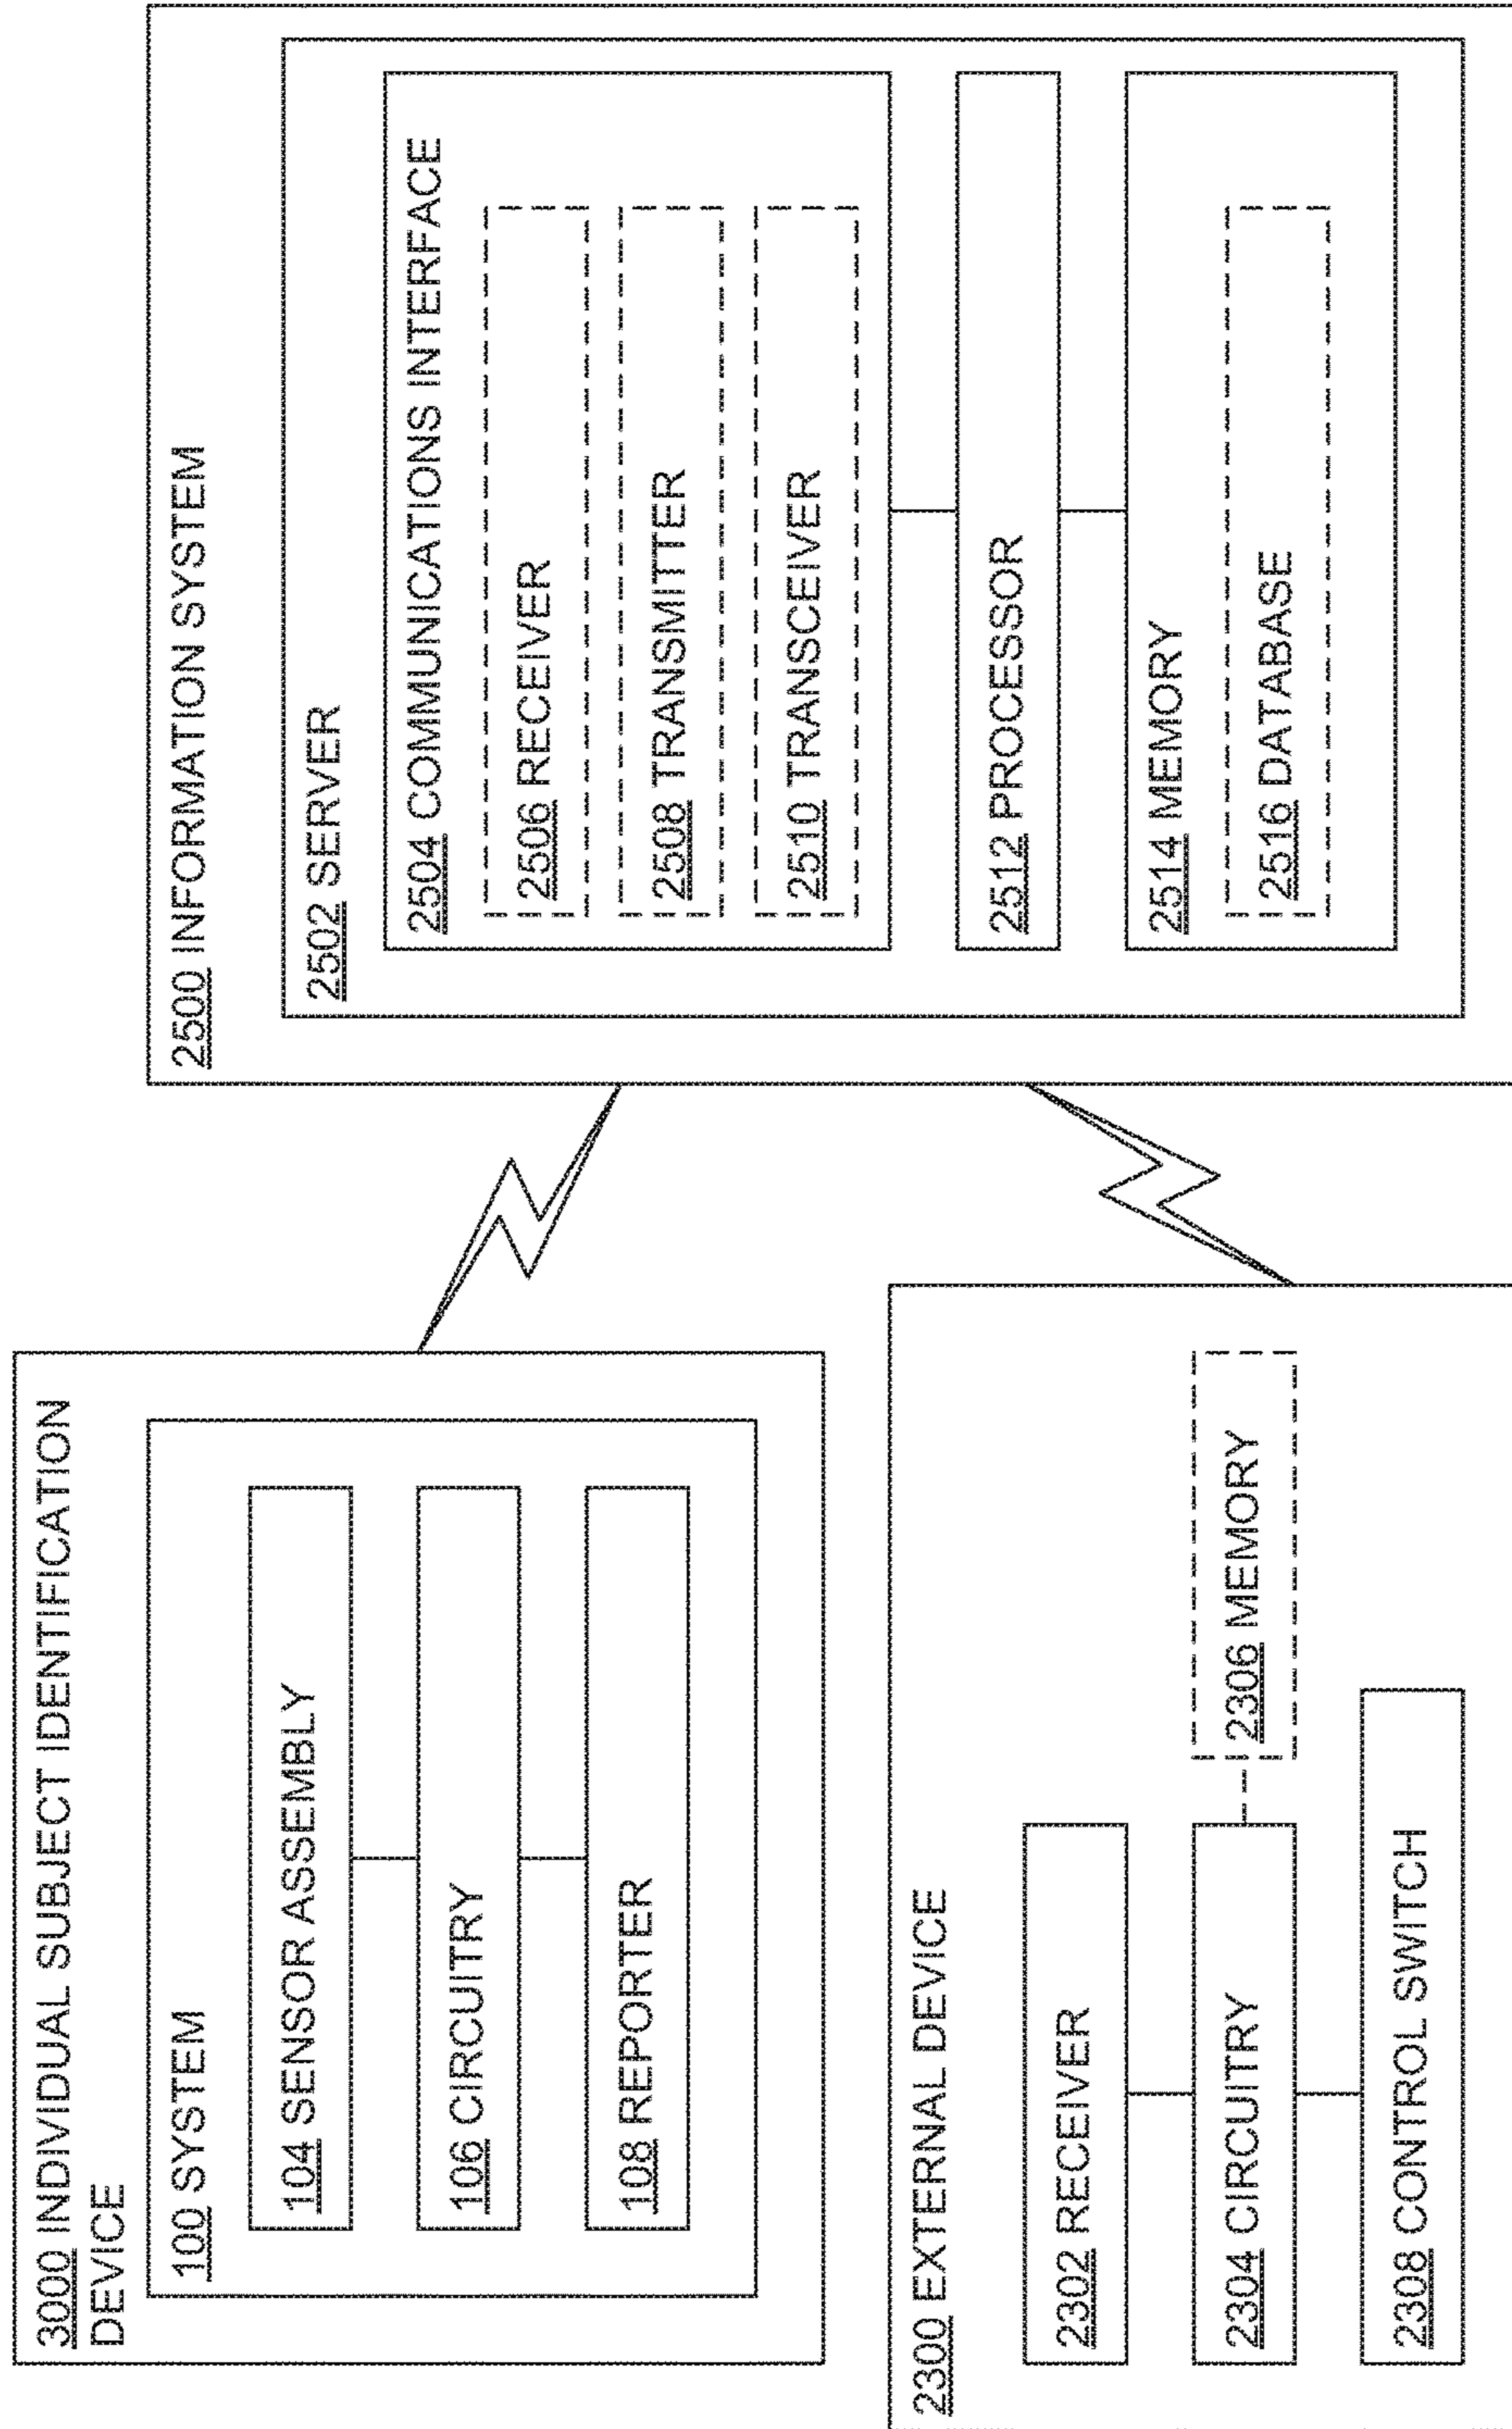 3000 INDIVIDUAL SUBJECT IDENTIFICATION
DEVICE
100 SYSTEM
104 SENSOR ASSEMBLY
106 CIRCUITRY
108 REPORTER
2300 EXTERNAL DEVICE
2302 RECEIVER
2304 CIRCUITRY
2306 MEMORY
2308 CONTROL SWITCH
2500 INFORMATION SYSTEM
2502 SERVER
2504 COMMUNICATIONS INTERFACE
2506 RECEIVER
2508 TRANSMITTER
2510 TRANSCEIVER
2512 PROCESSOR
2514 MEMORY
2516 DATABASE